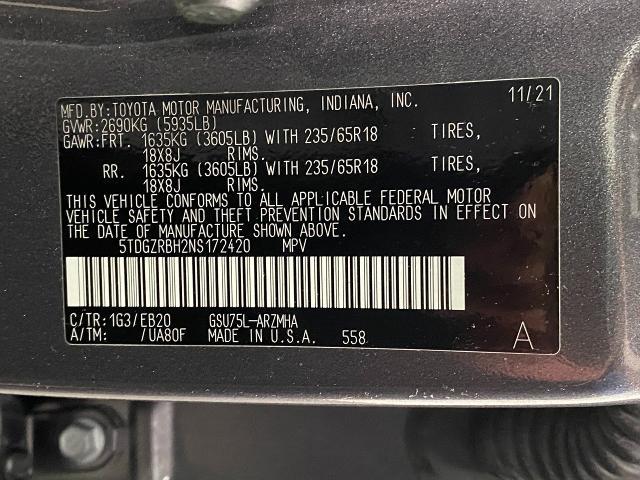 MFD.BY:TOYOTA MOTOR MANUFACTURING, INDIANA, INC. 11/21
GVWR:2690KG (5935LB)
GAWR:FRT. 1635KG (3605LB) WITH 235/65R18 TIRES,
18X8J RIMS.
RR. 1635KG (3605LB) WITH 235/65R18 TIRES,
18X8J RIMS.
THIS VEHICLE CONFORMS TO ALL APPLICABLE FEDERAL MOTOR
VEHICLE SAFETY AND THEFT PREVENTION STANDARDS IN EFFECT ON
THE DATE OF MANUFACTURE SHOWN ABOVE.
5TDGZRBH2NS172420 MPV
C/TR:1G3/EB20 GSU75L-ARZMHA
A/TM: /UA80F MADE IN U.S.A. 558 A